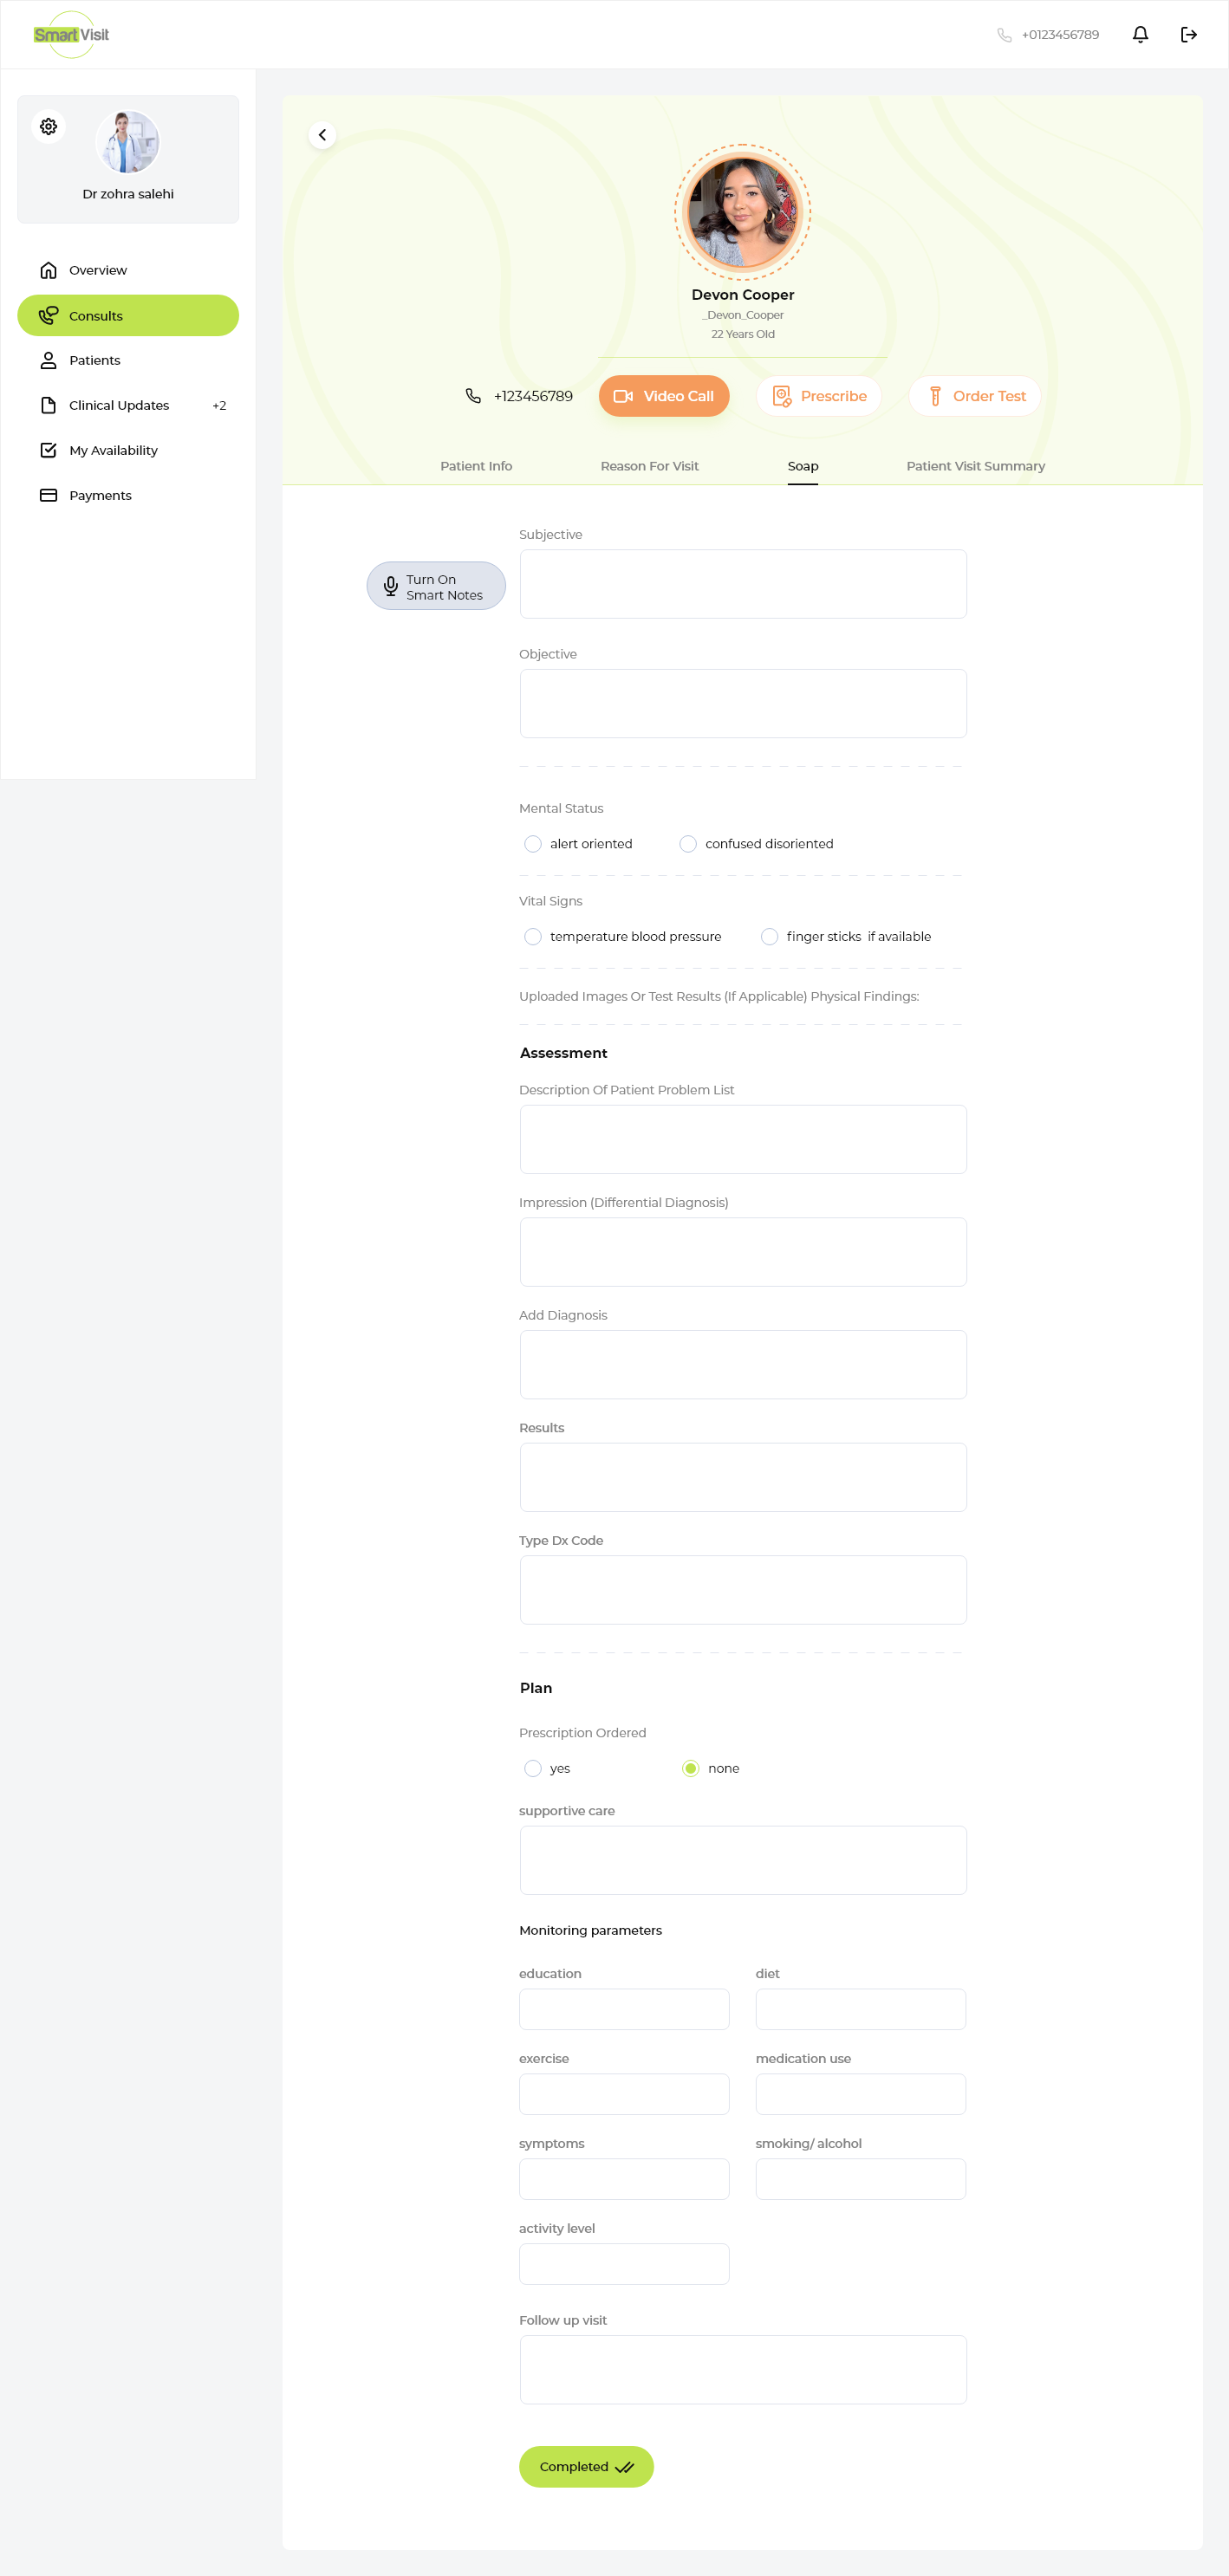 Smart Visit
+0123456789
Dr zohra salehi
Overview
Consults
Patients
Clinical Updates +2
My Availability
Payments
Devon Cooper
_Devon_Cooper
22 Years Old
+123456789
Video Call
Prescribe
Order Test
Patient Info
Reason For Visit
Soap
Patient Visit Summary
Turn On
Smart Notes
Subjective
Objective
Mental Status
alert oriented
confused disoriented
Vital Signs
temperature blood pressure
finger sticks  if available
Uploaded Images Or Test Results (If Applicable) Physical Findings:
Assessment
Description Of Patient Problem List
Impression (Differential Diagnosis)
Add Diagnosis
Results
Type Dx Code
Plan
Prescription Ordered
yes
none
supportive care
Monitoring parameters
education
diet
exercise
medication use
symptoms
smoking/ alcohol
activity level
Follow up visit
Completed